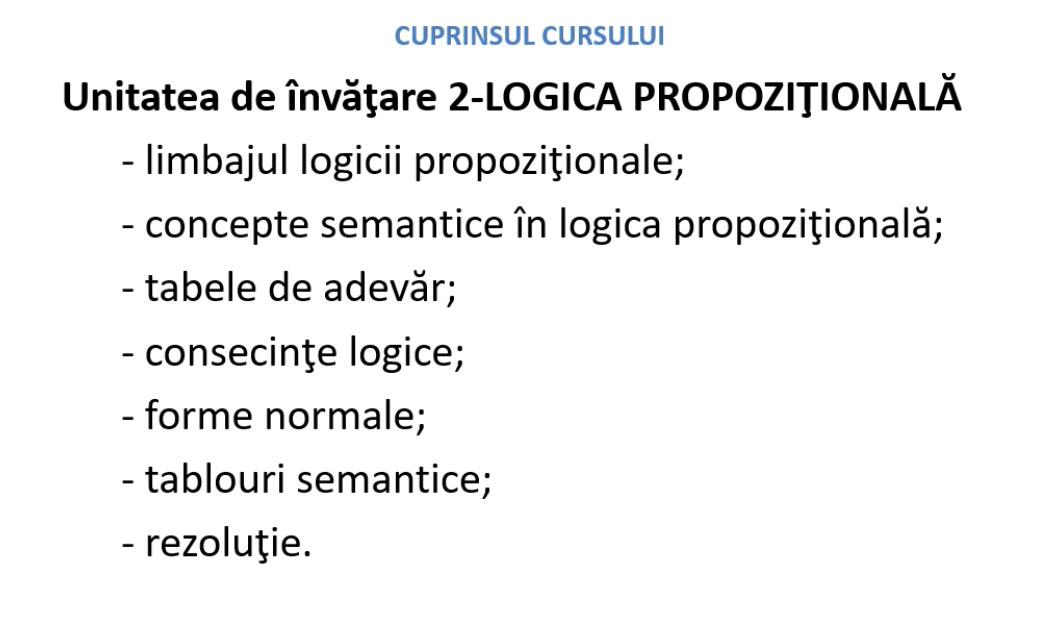 CUPRINSUL CURSULUI
Unitatea de învăţare 2-LOGICA PROPOZIŢIONALĂ
- limbajul logicii propoziţionale;
- concepte semantice în logica propoziţională;
- tabele de adevăr;
- consecinţe logice;
- forme normale;
- tablouri semantice;
- rezoluţie.